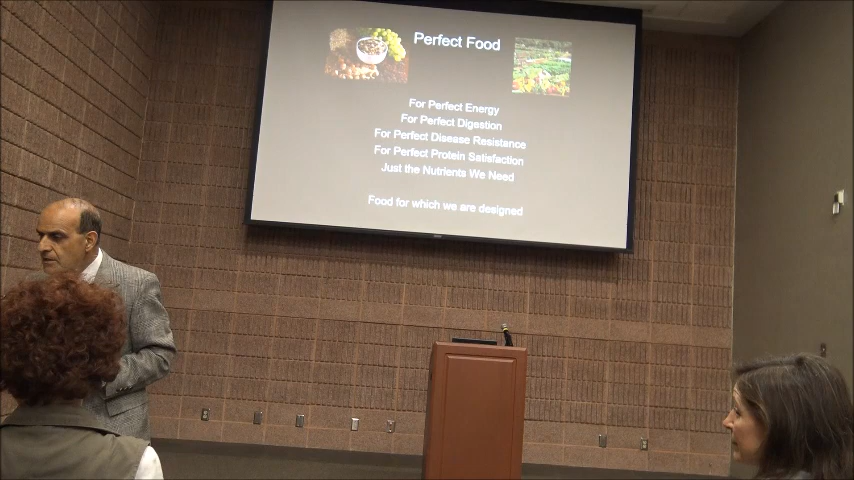 Perfect Food
For Perfect Energy
For Perfect Digestion
For Perfect Disease Resistance
For Perfect Protein Satisfaction
Just the Nutrients We Need
Food for which we are designed